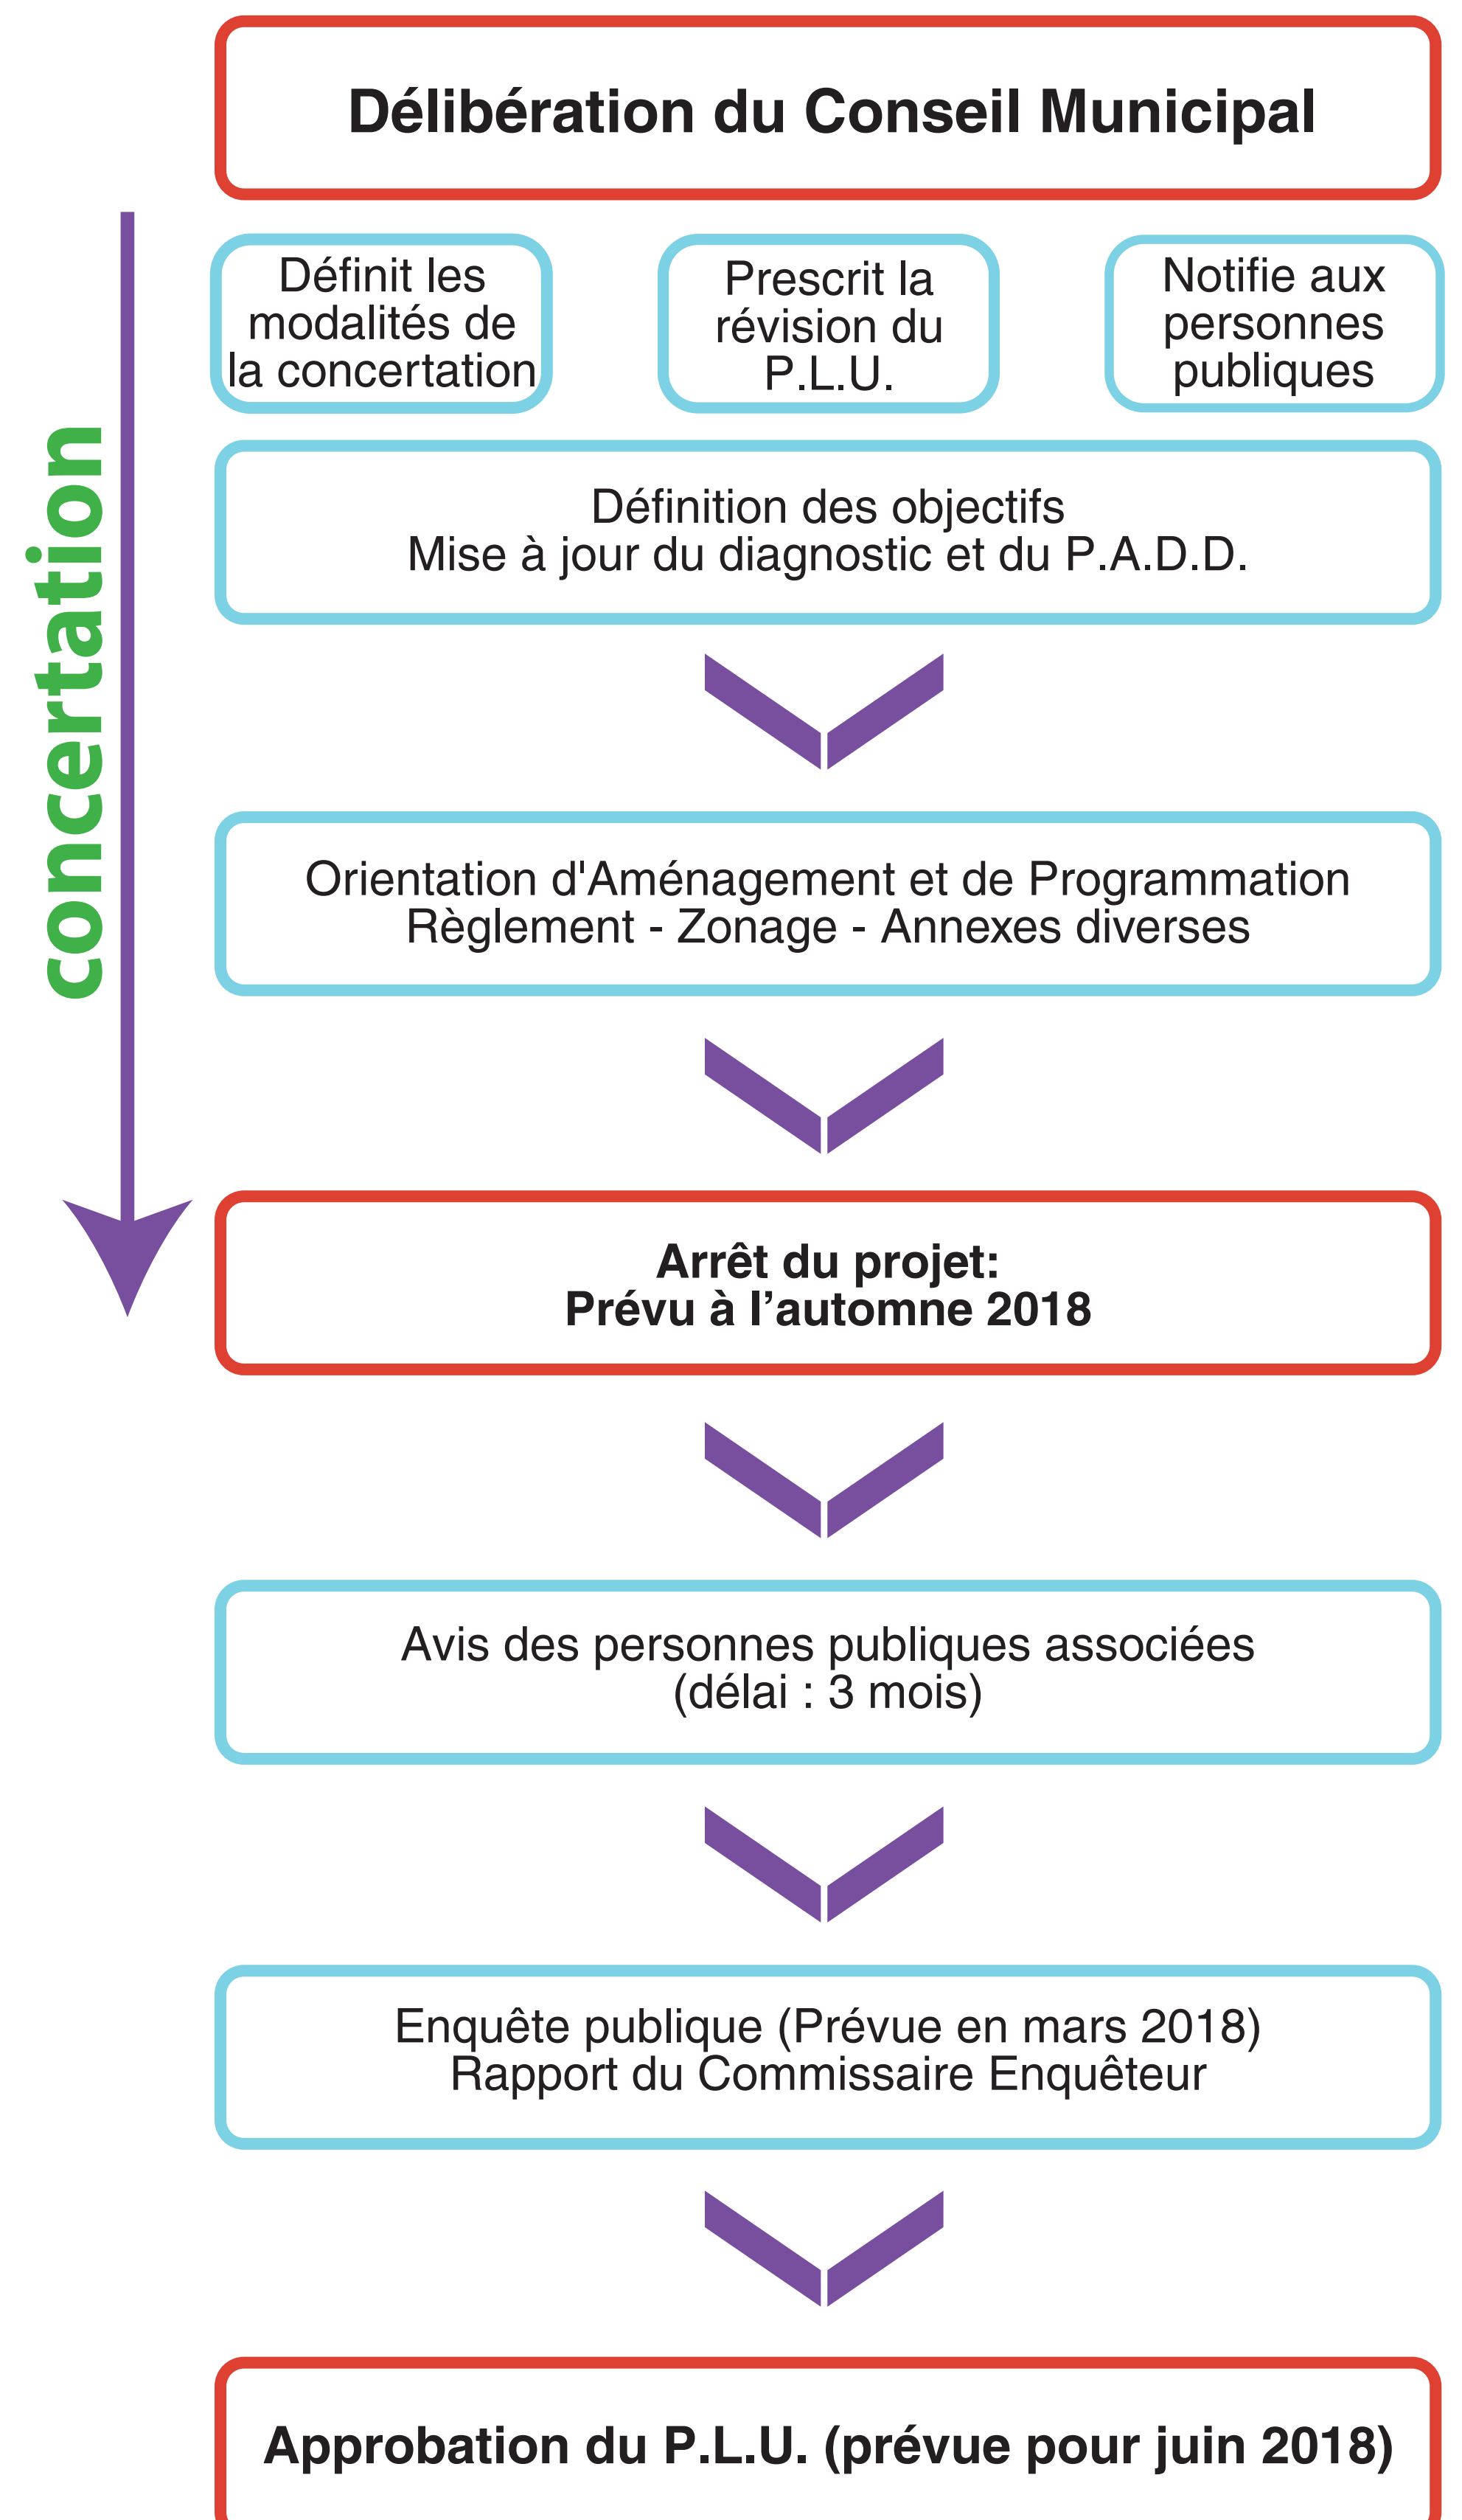 Délibération du Conseil Municipal
Définit les
modalités de
la concertation
Prescrit la
révision du
P.L.U.
Notifie aux
personnes
publiques
concertation
Définition des objectifs
Mise à jour du diagnostic et du P.A.D.D.
Orientation d'Aménagement et de Programmation
Règlement - Zonage - Annexes diverses
Arrêt du projet:
Prévu à l’automne 2018
Avis des personnes publiques associées
(délai : 3 mois)
Enquête publique (Prévue en mars 2018)
Rapport du Commissaire Enquêteur
Approbation du P.L.U. (prévue pour juin 2018)